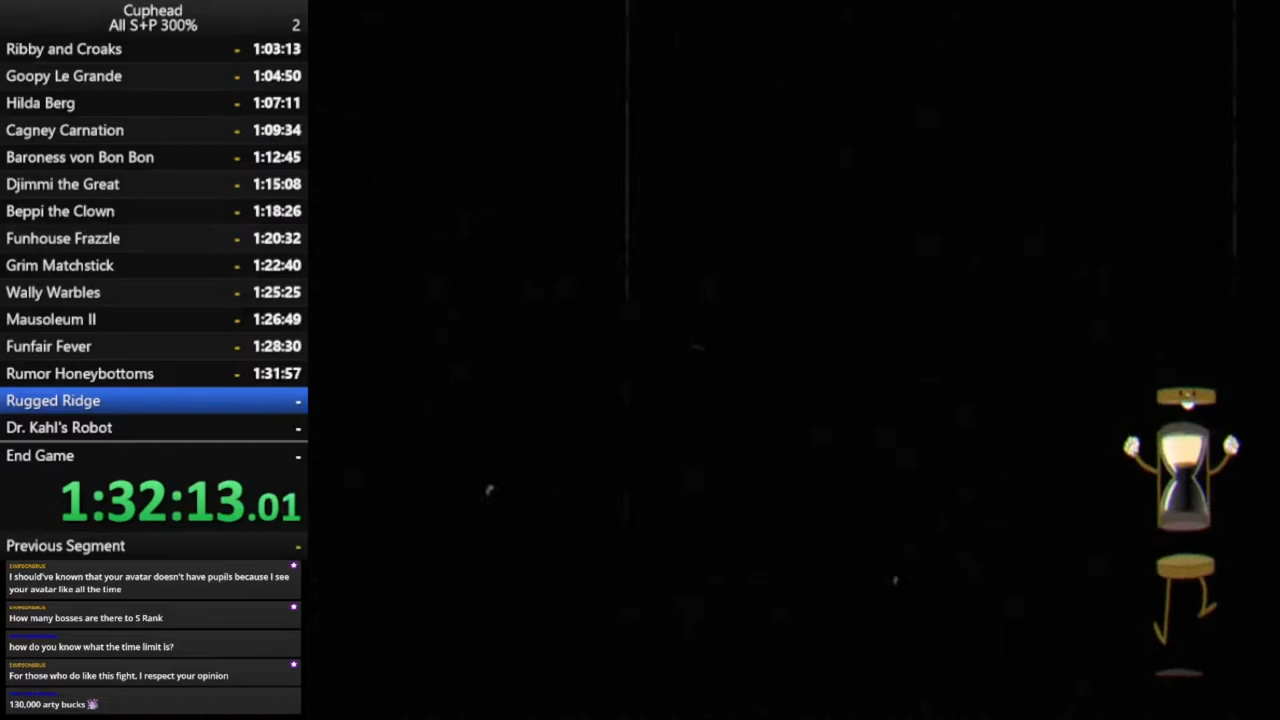 Cuphead
All S+P 300% 2
Ribby and Croaks - 1:03:13
Goopy Le Grande - 1:04:50
Hilda Berg - 1:07:11
Cagney Carnation - 1:09:34
Baroness von Bon Bon - 1:12:45
Djimmi the Great - 1:15:08
Beppi the Clown - 1:18:26
Funhouse Frazzle - 1:20:32
Grim Matchstick - 1:22:40
Wally Warbles - 1:25:25
Mausoleum II - 1:26:49
Funfair Fever - 1:28:30
Rumor Honeybottoms - 1:31:57
Rugged Ridge -
Dr. Kahl's Robot -
End Game -
1:32:13.01
Previous Segment -
I should've known that your avatar doesn't have pupils because I see
your avatar like all the time
How many bosses are there to S Rank
how do you know what the time limit is?
For those who do like this fight. I respect your opinion
130,000 arty bucks